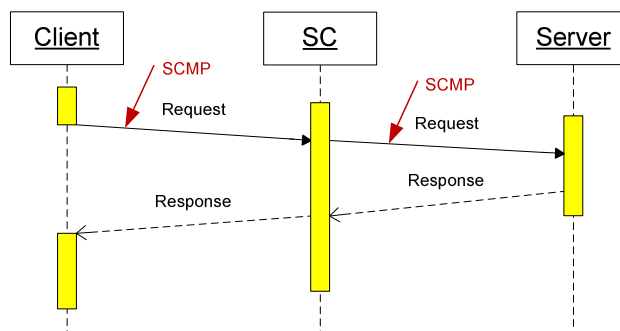 Client
SC
Server
SCMP
SCMP
Request
Request
Response
Response